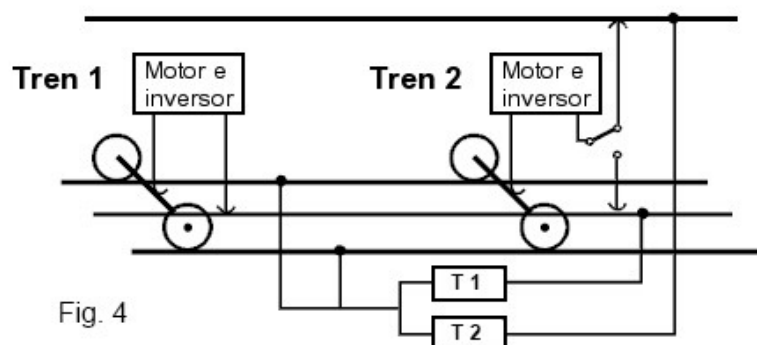 Tren 1
Motor e
inversor
Tren 2
Motor e
inversor
T 1
T 2
Fig. 4